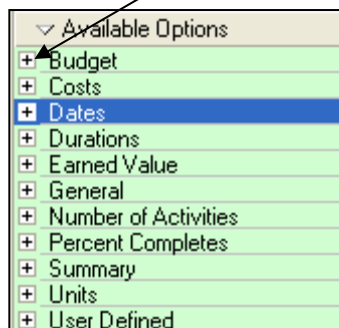 Available Options
Budget
Costs
Dates
Durations
Earned Value
General
Number of Activities
Percent Completes
Summary
Units
User Defined